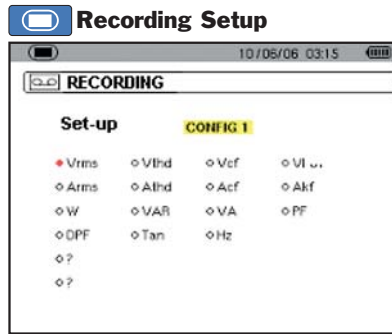 Recording Setup
10/06/06 03:15
RECORDING
Set-up CONFIG 1
Vrms Vthd Vcf
Arms Athd Acf Akf
W VAR VA PF
DPF Tan Hz
?
?